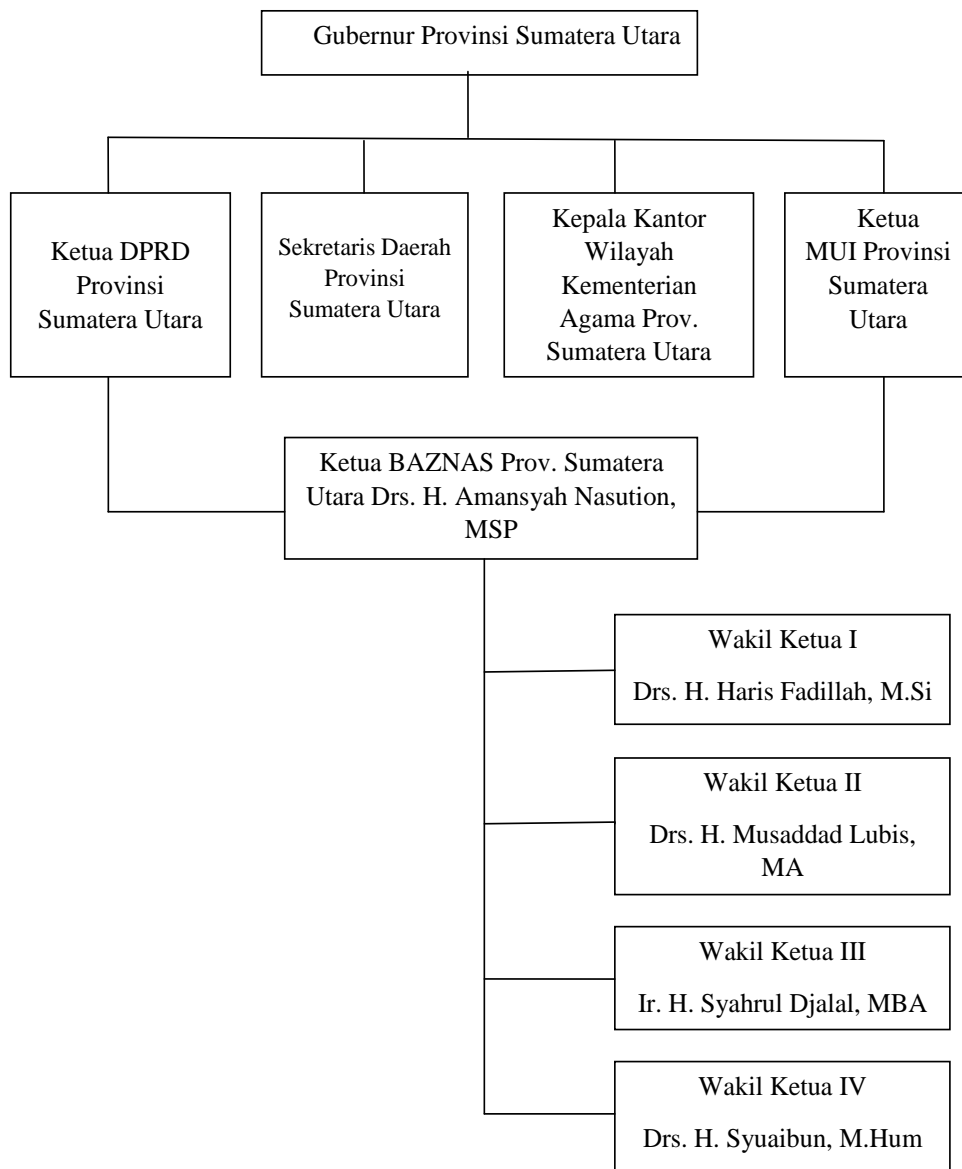 Gubernur Provinsi Sumatera Utara
Ketua DPRD
Provinsi
Sumatera Utara
Sekretaris Daerah
Provinsi
Sumatera Utara
Kepala Kantor
Wilayah
Kementerian
Agama Prov.
Sumatera Utara
Ketua
MUI Provinsi
Sumatera
Utara
Ketua BAZNAS Prov. Sumatera
Utara Drs. H. Amansyah Nasution,
MSP
Wakil Ketua I
Drs. H. Haris Fadillah, M.Si
Wakil Ketua II
Drs. H. Musaddad Lubis,
MA
Wakil Ketua III
Ir. H. Syahrul Djalal, MBA
Wakil Ketua IV
Drs. H. Syuaibun, M.Hum